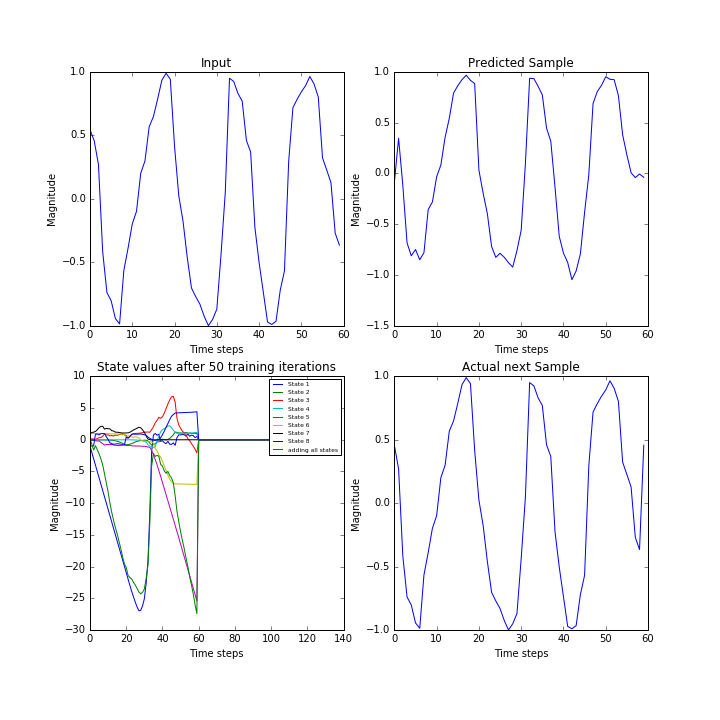 Input
1.0
0.5
0.0
−0.5
−1.0
Magnitude
0 10 20 30 40 50 60
Time steps
Predicted Sample
1.0
0.5
0.0
−0.5
−1.0
−1.5
Magnitude
0 10 20 30 40 50 60
Time steps
State values after 50 training iterations
10
5
0
−5
−10
−15
−20
−25
−30
Magnitude
State 1
State 2
State 3
State 4
State 5
State 6
State 7
State 8
adding all states
0 20 40 60 80 100 120 140
Time steps
Actual next Sample
1.0
0.5
0.0
−0.5
−1.0
Magnitude
0 10 20 30 40 50 60
Time steps